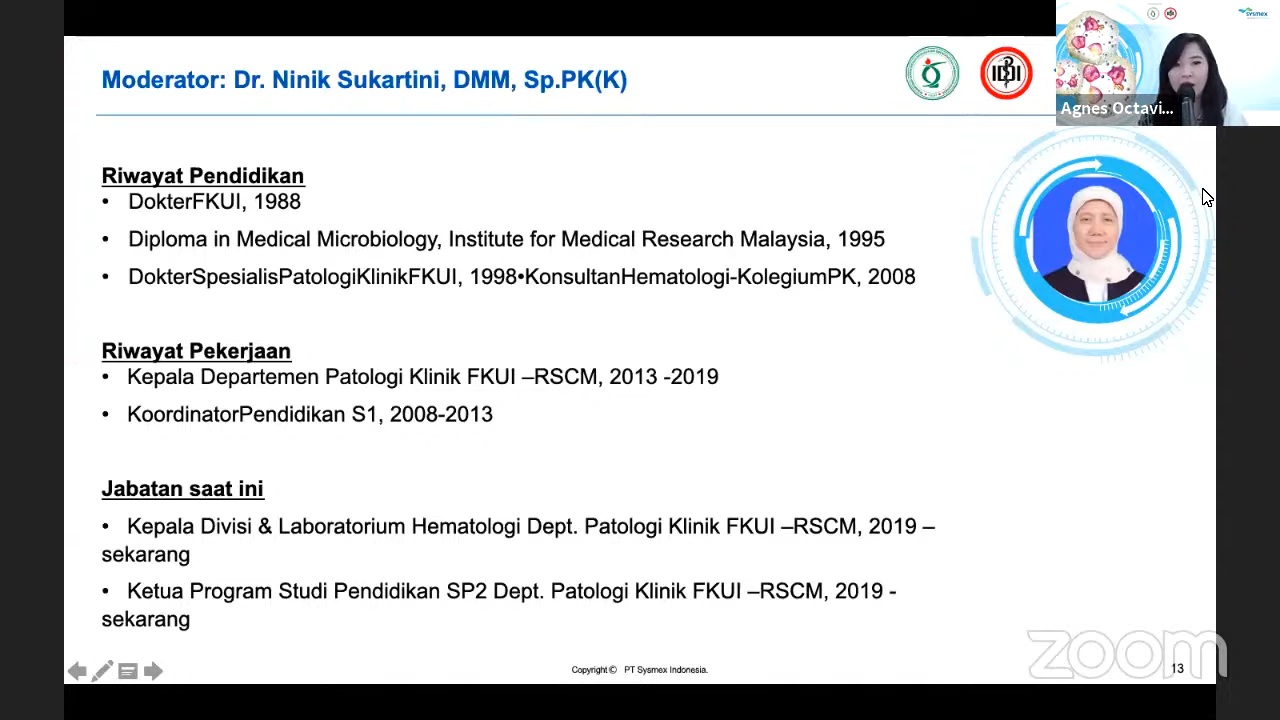 Moderator: Dr. Ninik Sukartini, DMM, Sp.PK(K)
IDI
sysmex
Agnes Octavi...
Riwayat Pendidikan
• DokterFKUI, 1988
• Diploma in Medical Microbiology, Institute for Medical Research Malaysia, 1995
• DokterSpesialisPatologiKlinikFKUI, 1998•KonsultanHematologi-KolegiumPK, 2008
Riwayat Pekerjaan
• Kepala Departemen Patologi Klinik FKUI –RSCM, 2013 -2019
• KoordinatorPendidikan S1, 2008-2013
Jabatan saat ini
• Kepala Divisi & Laboratorium Hematologi Dept. Patologi Klinik FKUI –RSCM, 2019 –
sekarang
• Ketua Program Studi Pendidikan SP2 Dept. Patologi Klinik FKUI –RSCM, 2019 -
sekarang
zoom
Copyright © PT Sysmex Indonesia.
13